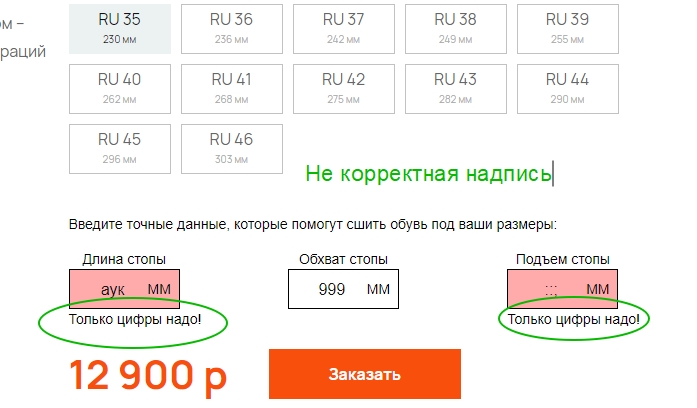 ом –
RU 35 RU 36 RU 37 RU 38 RU 39
230 мм 236 мм 242 мм 249 мм 255 мм
раций
RU 40 RU 41 RU 42 RU 43 RU 44
262 мм 268 мм 275 мм 282 мм 290 мм
RU 45 RU 46
296 мм 303 мм
Не корректная надпись
Введите точные данные, которые помогут сшить обувь под ваши размеры:
Длина стопы Обхват стопы Подъем стопы
аук ММ 999 ММ ::: ММ
Только цифры надо! Только цифры надо!
12 900 р Заказать